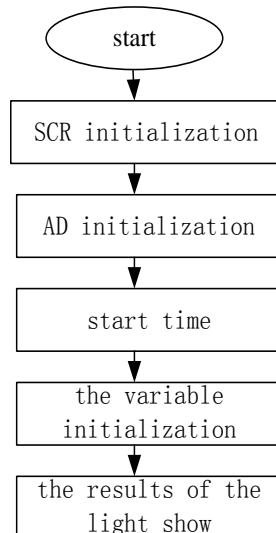 start
SCR initialization
AD initialization
start time
the variable
initialization
the results of the
light show